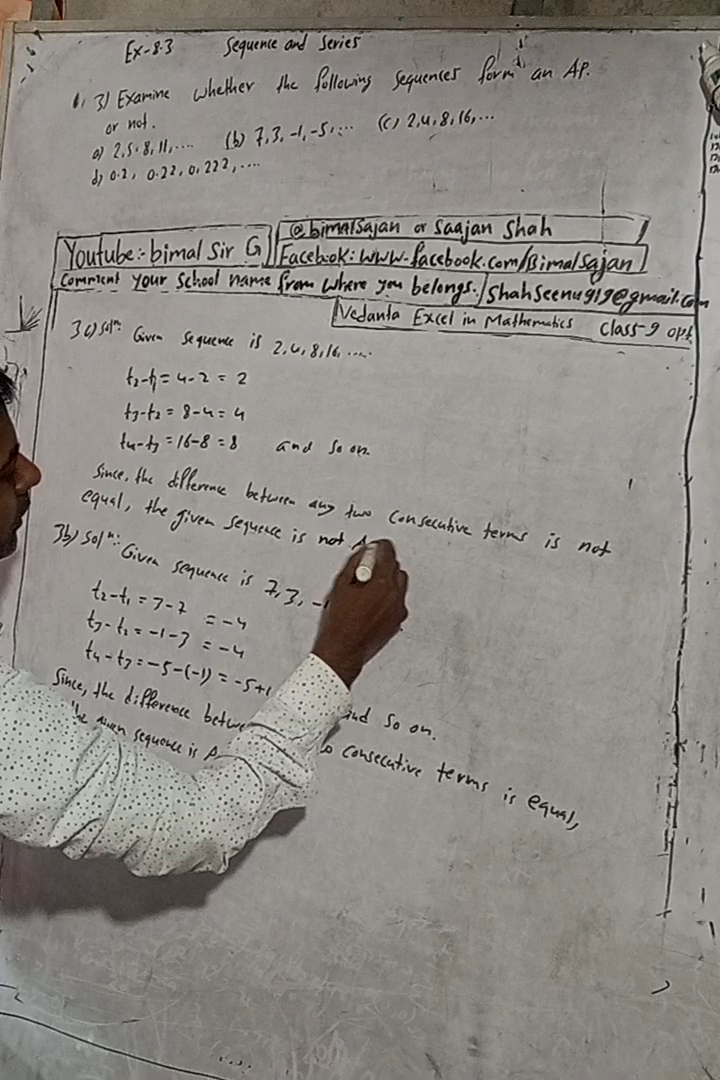 Ex-8.3 Sequence and Series
3) Examine whether the following sequences form an AP.
or not.
a) 2,5,8,11,.... (b) 7,3,-1,-5,... (c) 2,4,8,16,...
d) 0.2, 0.22, 0.222,....
@bimalsajan or Saajan Shah
Youtube:- bimal Sir G
Facebook: www.facebook.com/Bimalsajan
Comment your School name from where you belongs. / Shahseenu919@gmail.com
Vedanta Excel in Mathematics Class-9 opt.
3c) Solⁿ: Given sequence is 2,4,8,16,....
t2-t1 = 4-2 = 2
t3-t2 = 8-4 = 4
t4-t3 = 16-8 = 8 and so on.
Since, the difference between any two consecutive terms is not
equal, the given sequence is not A
3b) Solⁿ: Given sequence is 7,3,-1
t2-t1 = 3-7 = -4
t3-t2 = -1-3 = -4
t4-t3 = -5-(-1) = -5+1 and so on.
Since, the difference consecutive terms is equal,
the given sequence is A